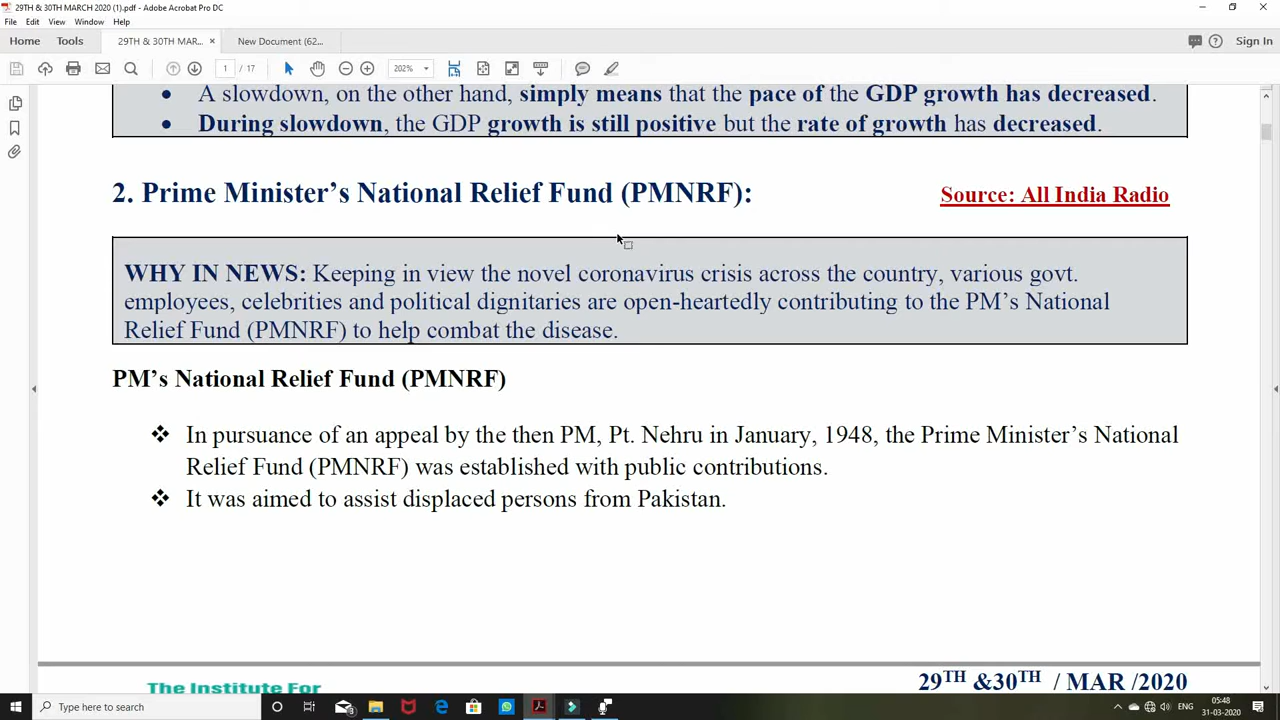 29TH & 30TH MARCH 2020 (1).pdf - Adobe Acrobat Pro DC
File Edit View Window Help
Home Tools 29TH & 30TH MAR... × New Document (62... Sign In
1 / 17 202%
• A slowdown, on the other hand, simply means that the pace of the GDP growth has decreased.
• During slowdown, the GDP growth is still positive but the rate of growth has decreased.
2. Prime Minister’s National Relief Fund (PMNRF): Source: All India Radio
WHY IN NEWS: Keeping in view the novel coronavirus crisis across the country, various govt.
employees, celebrities and political dignitaries are open-heartedly contributing to the PM’s National
Relief Fund (PMNRF) to help combat the disease.
PM’s National Relief Fund (PMNRF)
❖ In pursuance of an appeal by the then PM, Pt. Nehru in January, 1948, the Prime Minister’s National
Relief Fund (PMNRF) was established with public contributions.
❖ It was aimed to assist displaced persons from Pakistan.
The Institute For 29TH &30TH / MAR /2020
Type here to search 05:48
31-03-2020